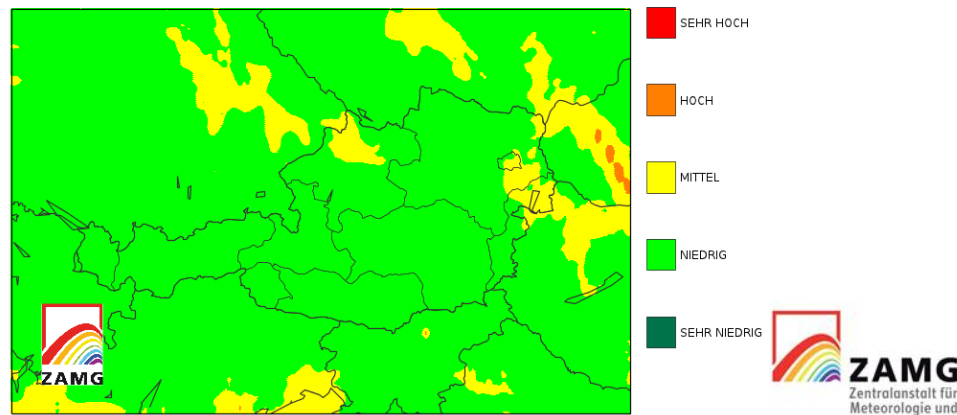 SEHR HOCH
HOCH
MITTEL
NIEDRIG
SEHR NIEDRIG
ZAMG
ZAMG
Zentralanstalt für
Meteorologie und